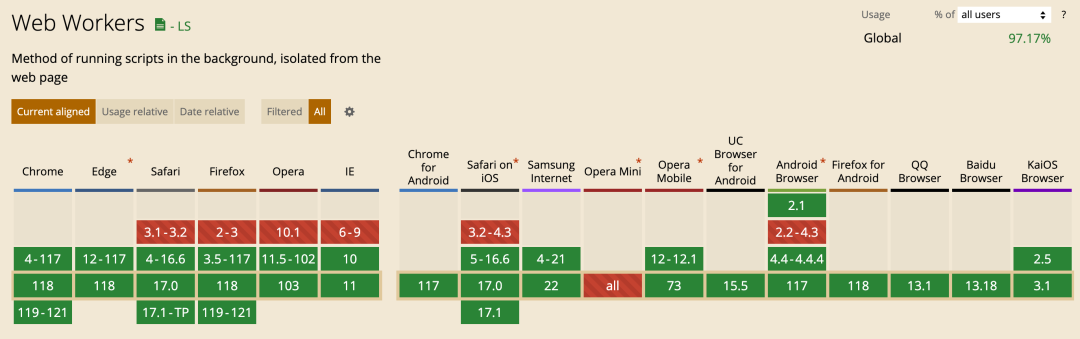 Web Workers - LS
Usage % of all users ?
Global 97.17%
Method of running scripts in the background, isolated from the
web page
Current aligned Usage relative Date relative Filtered All
Chrome
4-117
118
119-121
Edge *
12-117
118
Safari
3.1-3.2
4-16.6
17.0
17.1-TP
Firefox
2-3
3.5-117
118
119-121
Opera
10.1
11.5-102
103
IE
6-9
10
11
Chrome
for
Android
117
Safari on *
iOS
3.2-4.3
5-16.6
17.0
17.1
Samsung
Internet
4-21
22
Opera Mini *
all
Opera *
Mobile
12-12.1
73
UC
Browser
for
Android
15.5
Android *
Browser
2.1
2.2-4.3
4.4-4.4.4
117
Firefox for
Android
118
QQ
Browser
13.1
Baidu
Browser
13.18
KaiOS
Browser
2.5
3.1